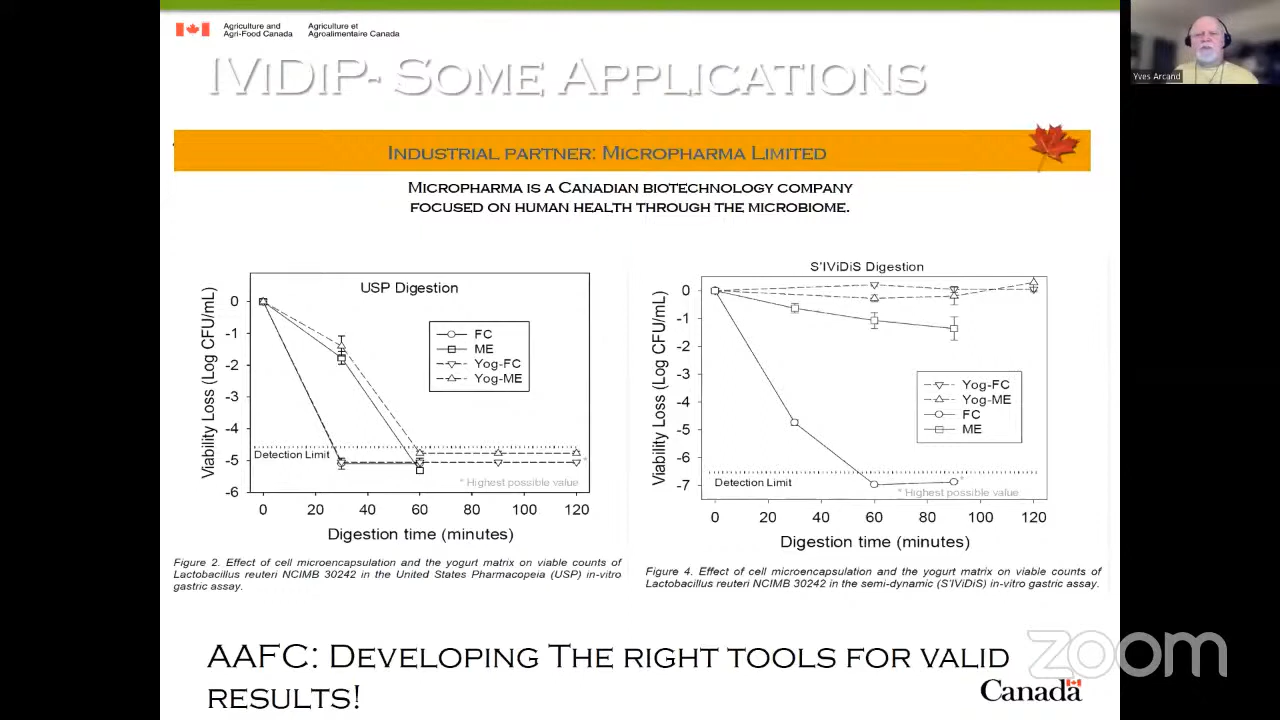 Agriculture and Agriculture et
Agri-Food Canada Agroalimentaire Canada
IViDiP- Some Applications
Yves Arcand
Industrial partner: Micropharma Limited
Micropharma is a Canadian biotechnology company
focused on human health through the microbiome.
USP Digestion
Viability Loss (Log CFU/mL)
0
-1
-2
-3
-4
-5
-6
FC
ME
Yog-FC
Yog-ME
Detection Limit
*
* Highest possible value
0 20 40 60 80 100 120
Digestion time (minutes)
Figure 2. Effect of cell microencapsulation and the yogurt matrix on viable counts of
Lactobacillus reuteri NCIMB 30242 in the United States Pharmacopeia (USP) in-vitro
gastric assay.
S'IViDiS Digestion
Viability Loss (Log CFU/mL)
0
-1
-2
-3
-4
-5
-6
-7
Yog-FC
Yog-ME
FC
ME
Detection Limit
*
* Highest possible value
0 20 40 60 80 100 120
Digestion time (minutes)
Figure 4. Effect of cell microencapsulation and the yogurt matrix on viable counts of
Lactobacillus reuteri NCIMB 30242 in the semi-dynamic (S'IViDiS) in-vitro gastric assay.
AAFC: Developing The right tools for valid
results!
zoom
Canada